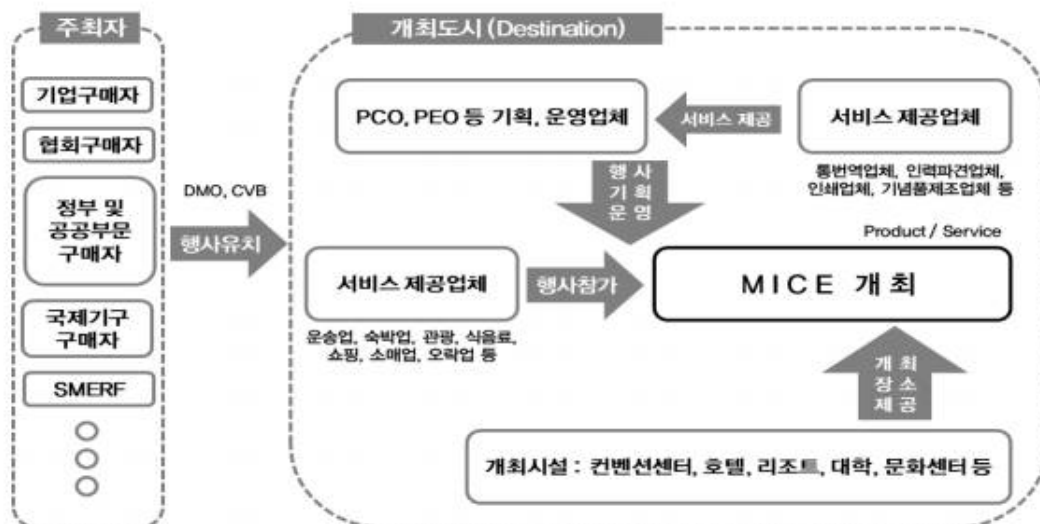 주최자
기업구매자
협회구매자
정부 및
공공부문
구매자
국제기구
구매자
SMERF
DMO, CVB
행사유치
개최도시(Destination)
PCO, PEO 등 기획, 운영업체
서비스 제공
서비스 제공업체
통번역업체, 인력파견업체,
인쇄업체, 기념품제조업체 등
행 사
기 획
운 영
Product / Service
서비스 제공업체
운송업, 숙박업, 관광, 식음료,
쇼핑, 소매업, 오락업 등
행사참가
MICE 개최
개 최
장 소
제 공
개최시설 : 컨벤션센터, 호텔, 리조트, 대학, 문화센터 등